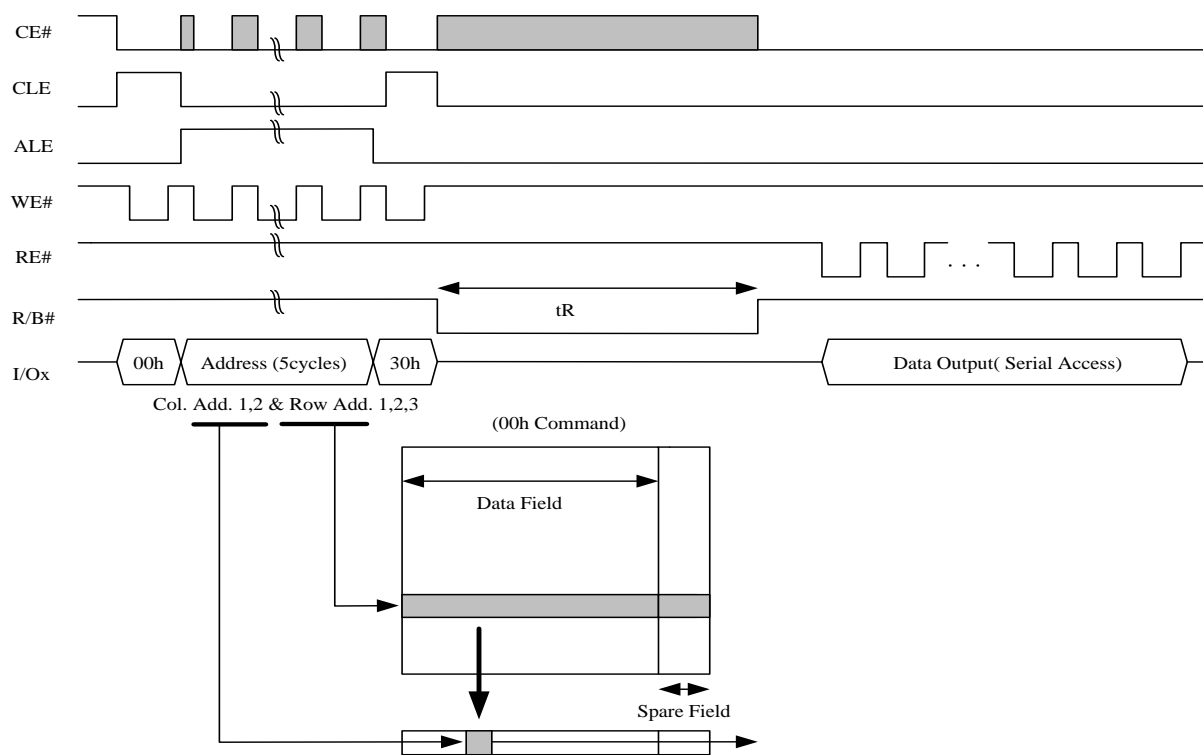 CE#
CLE
ALE
WE#
RE#
. . .
R/B#
tR
I/Ox
00h
Address (5cycles)
30h
Data Output( Serial Access)
Col. Add. 1,2 & Row Add. 1,2,3
(00h Command)
Data Field
Spare Field